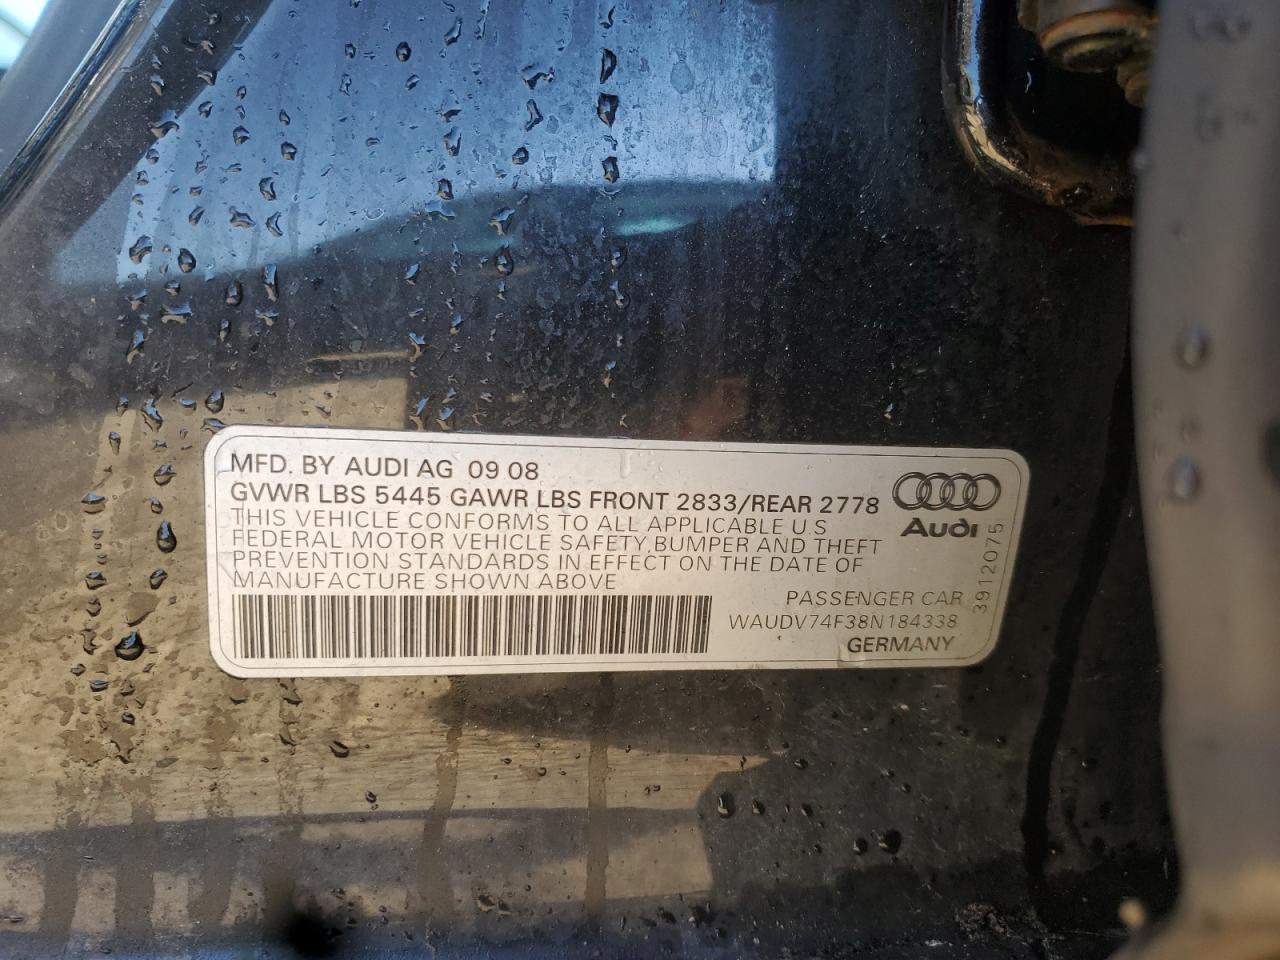 MFD. BY AUDI AG 09 08
GVWR LBS 5445 GAWR LBS FRONT 2833/REAR 2778
THIS VEHICLE CONFORMS TO ALL APPLICABLE U S
FEDERAL MOTOR VEHICLE SAFETY, BUMPER AND THEFT
PREVENTION STANDARDS IN EFFECT ON THE DATE OF
MANUFACTURE SHOWN ABOVE
Audi
3912075
PASSENGER CAR
WAUDV74F38N184338
GERMANY